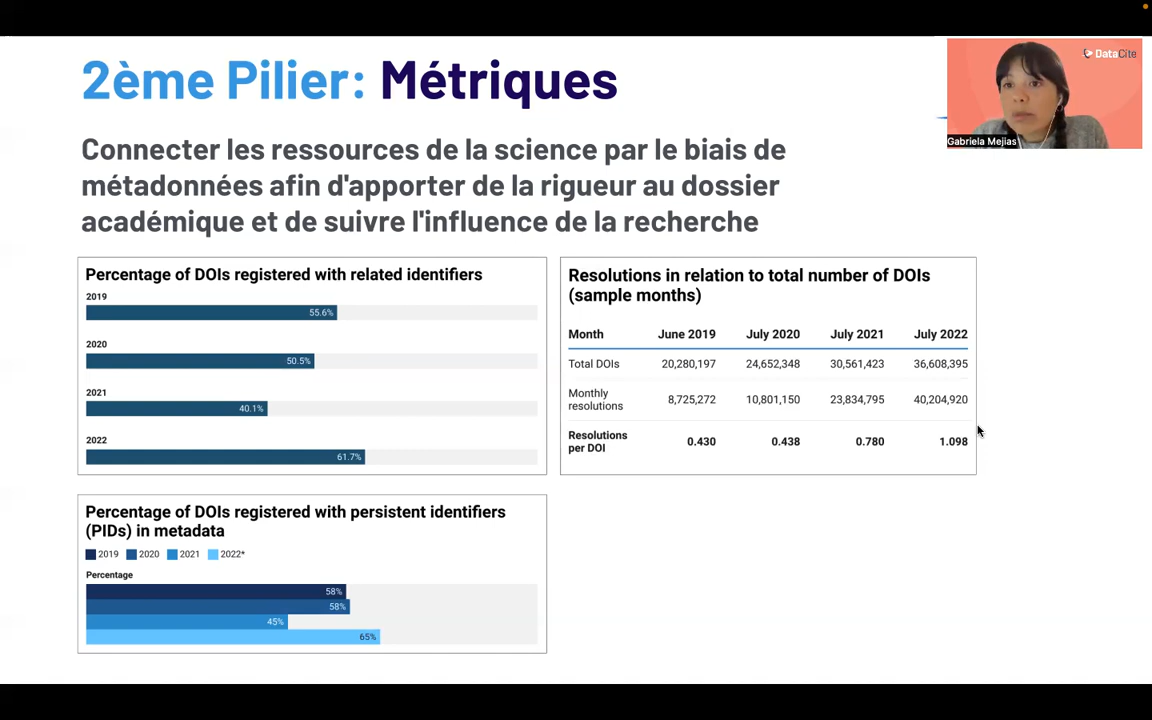 2ème Pilier: Métriques
DataCite
Gabriela Mejias
Connecter les ressources de la science par le biais de
métadonnées afin d'apporter de la rigueur au dossier
académique et de suivre l'influence de la recherche
Percentage of DOIs registered with related identifiers
2019
55.6%
2020
50.5%
2021
40.1%
2022
61.7%
Resolutions in relation to total number of DOIs
(sample months)
Month June 2019 July 2020 July 2021 July 2022
Total DOIs 20,280,197 24,652,348 30,561,423 36,608,395
Monthly
resolutions 8,725,272 10,801,150 23,834,795 40,204,920
Resolutions
per DOI 0.430 0.438 0.780 1.098
Percentage of DOIs registered with persistent identifiers
(PIDs) in metadata
2019 2020 2021 2022*
Percentage
58%
58%
45%
65%